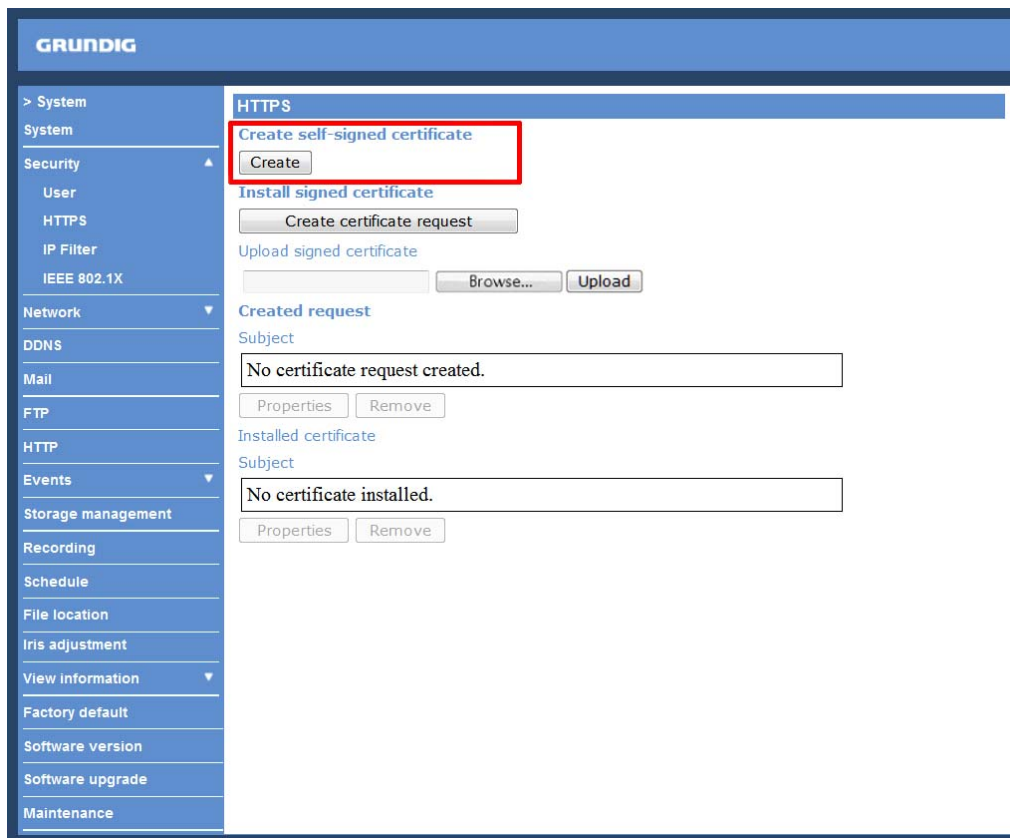 GRUNDIG
> System
System
Security
User
HTTPS
IP Filter
IEEE 802.1X
Network
DDNS
Mail
FTP
HTTP
Events
Storage management
Recording
Schedule
File location
Iris adjustment
View information
Factory default
Software version
Software upgrade
Maintenance
HTTPS
Create self-signed certificate
Create
Install signed certificate
Create certificate request
Upload signed certificate
Browse... Upload
Created request
Subject
No certificate request created.
Properties Remove
Installed certificate
Subject
No certificate installed.
Properties Remove